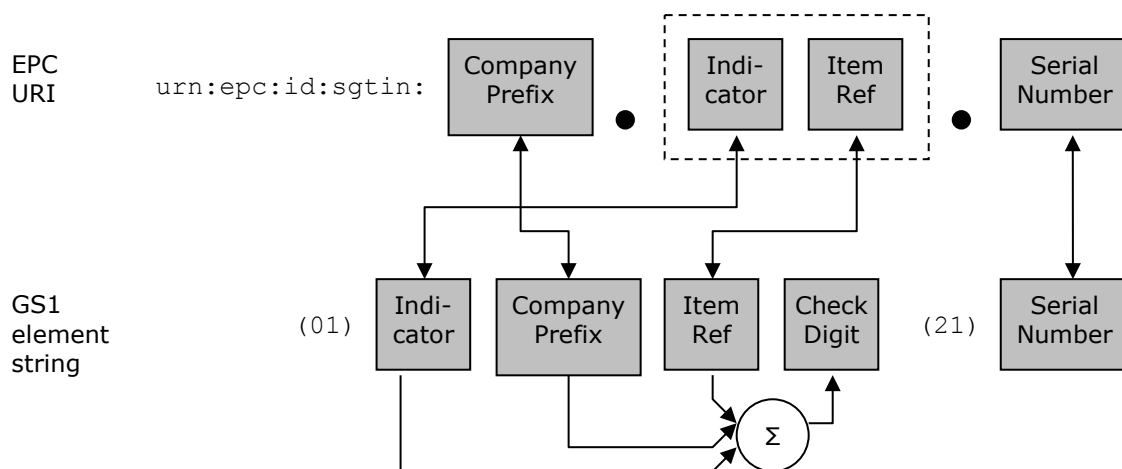 EPC
URI
urn:epc:id:sgtin:
Company
Prefix
●
Indi-
cator
Item
Ref
●
Serial
Number
GS1
element
string
(01)
Indi-
cator
Company
Prefix
Item
Ref
Check
Digit
(21)
Serial
Number
Σ